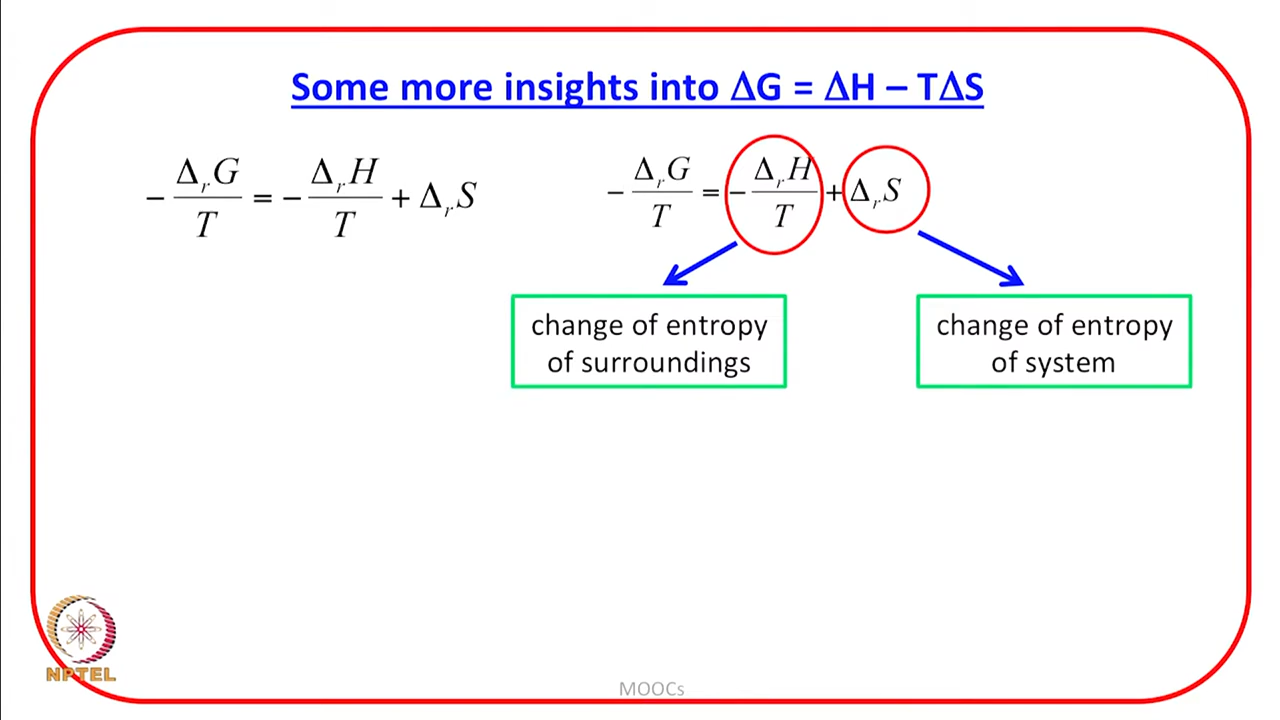 Some more insights into ΔG = ΔH – TΔS
− Δ_rG/T = − Δ_rH/T + Δ_rS
− Δ_rG/T = − Δ_rH/T + Δ_rS
change of entropy
of surroundings
change of entropy
of system
NPTEL
MOOCs